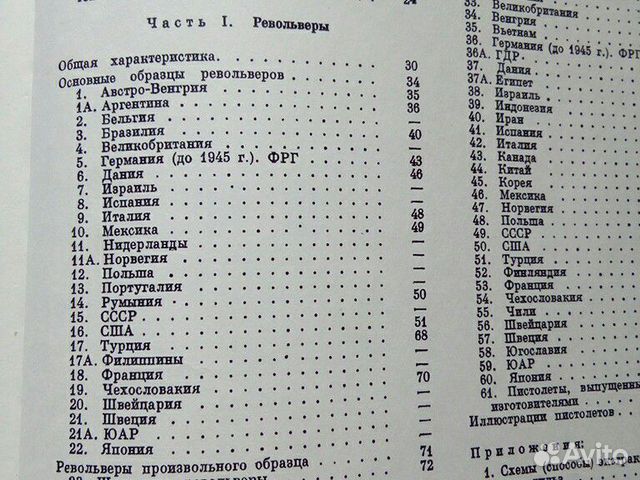 24
Часть I. Револьверы
Общая характеристика. 30
Основные образцы револьверов 34
1. Австро-Венгрия 35
1А. Аргентина 36
2. Бельгия —
3. Бразилия 40
4. Великобритания —
5. Германия (до 1945 г.). ФРГ 43
6. Дания 46
7. Израиль —
8. Испания —
9. Италия 48
10. Мексика 49
11. Нидерланды —
11А. Норвегия —
12. Польша —
13. Португалия —
14. Румыния 50
15. СССР —
16. США 51
17. Турция 68
17А. Филиппины —
18. Франция 70
19. Чехословакия —
20. Швейцария —
21. Швеция —
21А. ЮАР —
22. Япония 71
Револьверы произвольного образца 72
33. Великобритания
34. Венгрия
35. Вьетнам
36. Германия (до 1945 г.). ФРГ
36А. ГДР
37. Дания
37А. Египет
38. Израиль
39. Индонезия
40. Иран
41. Испания
42. Италия
43. Канада
44. Китай
45. Корея
46. Мексика
47. Норвегия
48. Польша
49. СССР
50. США
51. Турция
52. Финляндия
53. Франция
54. Чехословакия
55. Чили
56. Швейцария
57. Швеция
58. Югославия
59. ЮАР
60. Япония
61. Пистолеты, выпущен
изготовителями
Иллюстрации пистолетов
Приложения:
1. Схемы (способы) экстрак
Avito